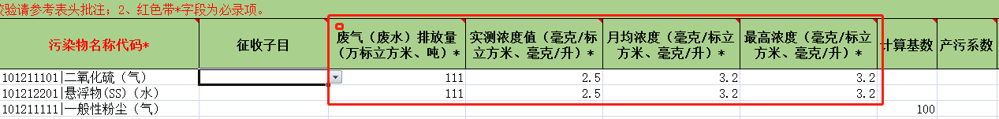 校验请参考表头批注；2、红色带*字段为必录项。
污染物名称代码*
征收子目
废气（废水）排放量
（万标立方米、吨）*
实测浓度值（毫克/标
立方米、毫克/升）*
月均浓度（毫克/标立
方米、毫克/升）*
最高浓度（毫克/标立
方米、毫克/升）*
计算基数
产污系数
101211101|二氧化硫（气） 111 2.5 3.2 3.2
101212201|悬浮物(SS)（水） 111 2.5 3.2 3.2
101211111|一般性粉尘（气） 100